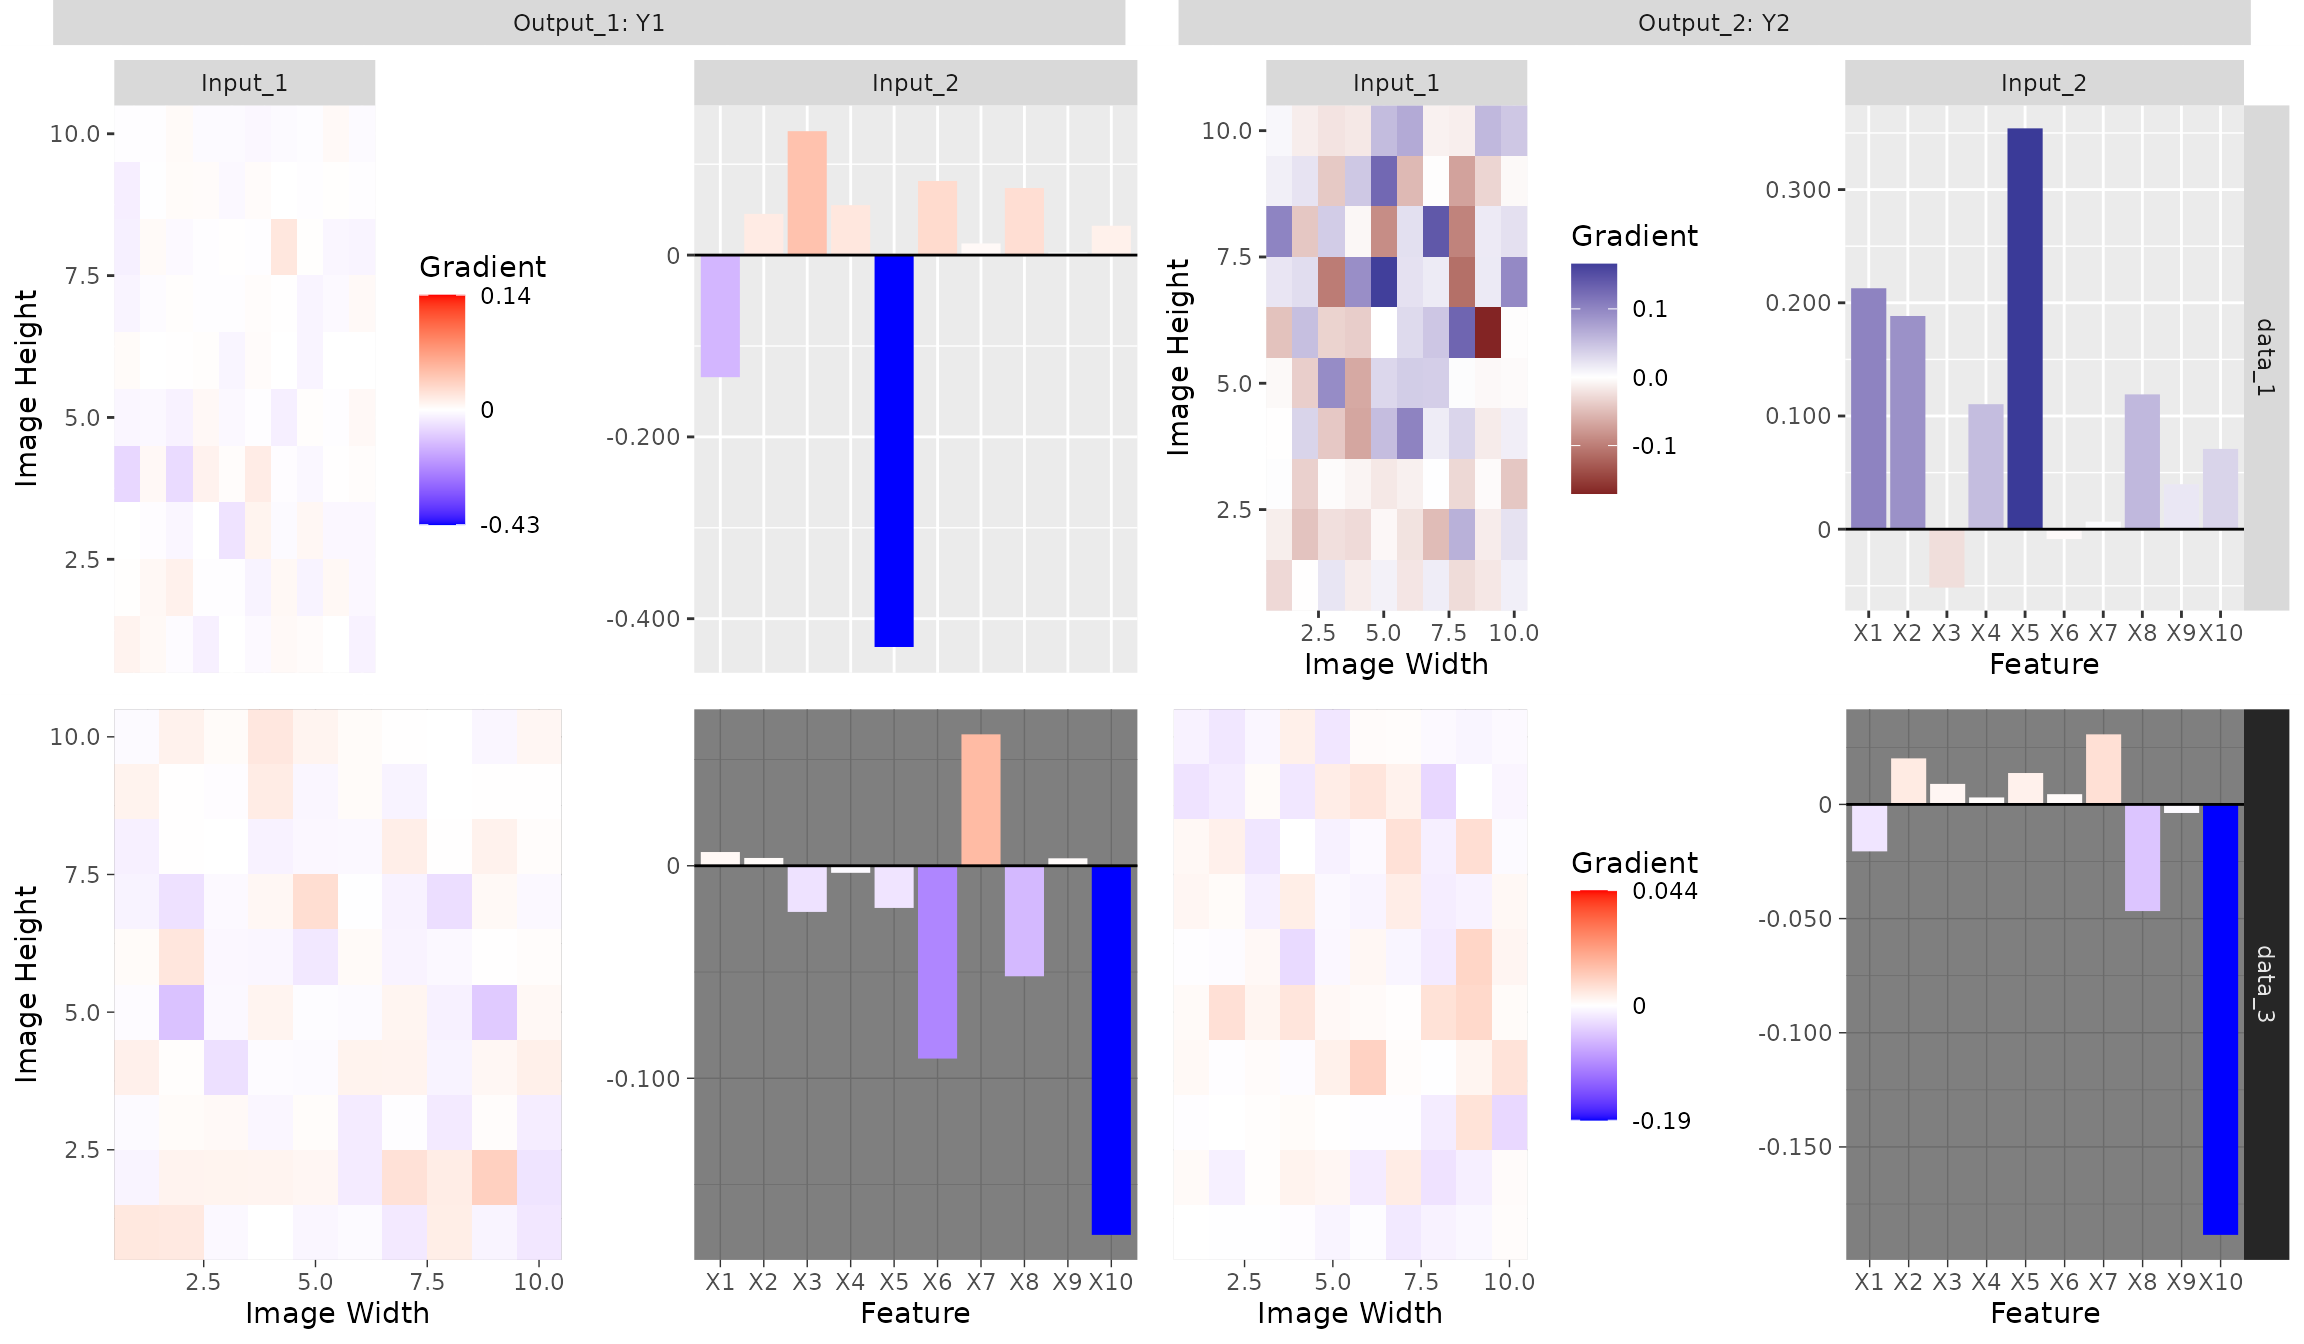 Output_1: Y1
Output_2: Y2
Input_1
Input_2
Input_1
Input_2
Image Height
10.0
7.5
5.0
2.5
Gradient
0.14
0
-0.43
0
-0.200
-0.400
Image Height
10.0
7.5
5.0
2.5
2.5 5.0 7.5 10.0
Image Width
Gradient
0.1
0.0
-0.1
0.300
0.200
0.100
0
X1 X2 X3 X4 X5 X6 X7 X8 X9 X10
Feature
data_1
Image Height
10.0
7.5
5.0
2.5
2.5 5.0 7.5 10.0
Image Width
0
-0.100
X1 X2 X3 X4 X5 X6 X7 X8 X9 X10
Feature
2.5 5.0 7.5 10.0
Image Width
Gradient
0.044
0
-0.19
0
-0.050
-0.100
-0.150
X1 X2 X3 X4 X5 X6 X7 X8 X9 X10
Feature
data_3